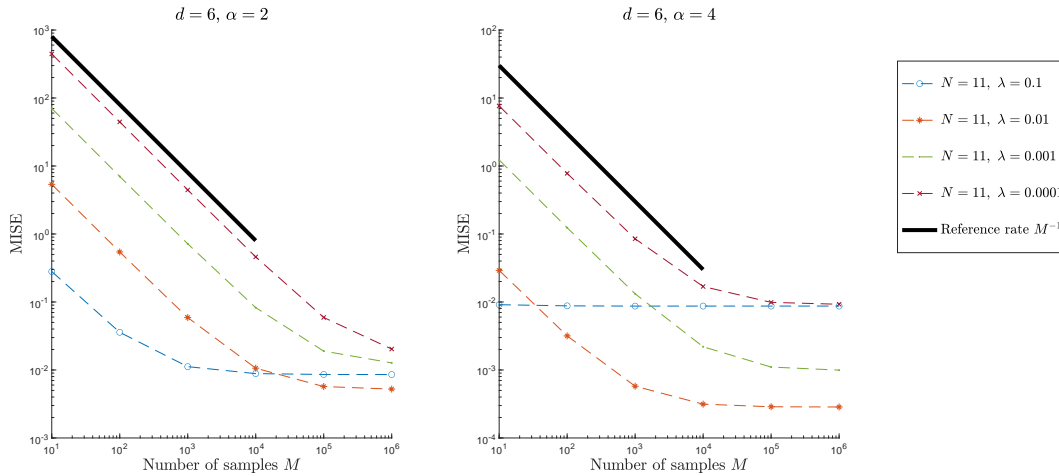 d = 6, α = 2
10^3
10^2
10^1
10^0
10^-1
10^-2
10^-3
MISE
10^1
10^2
10^3
10^4
10^5
10^6
Number of samples M
d = 6, α = 4
10^2
10^1
10^0
10^-1
10^-2
10^-3
10^-4
MISE
10^1
10^2
10^3
10^4
10^5
10^6
Number of samples M
N = 11, λ = 0.1
N = 11, λ = 0.01
N = 11, λ = 0.001
N = 11, λ = 0.0001
Reference rate M^-1